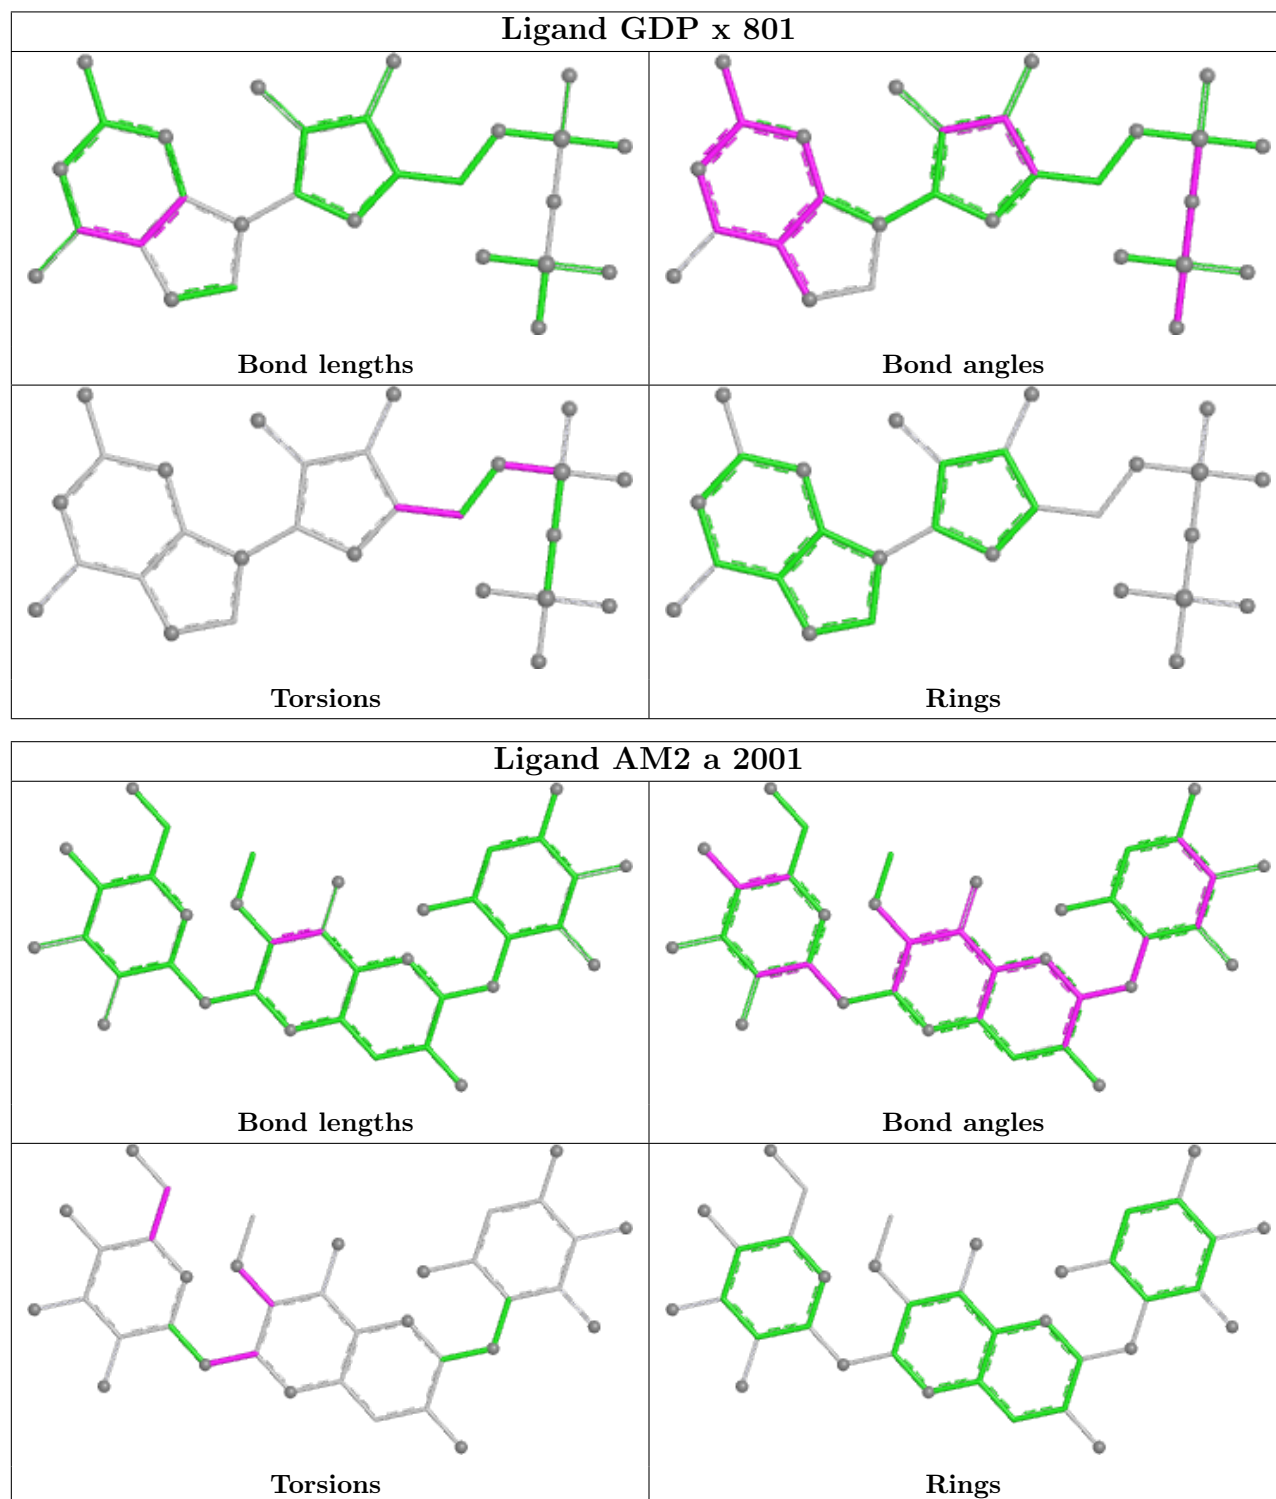 Ligand GDP x 801
Bond lengths
Bond angles
Torsions
Rings
Ligand AM2 a 2001
Bond lengths
Bond angles
Torsions
Rings